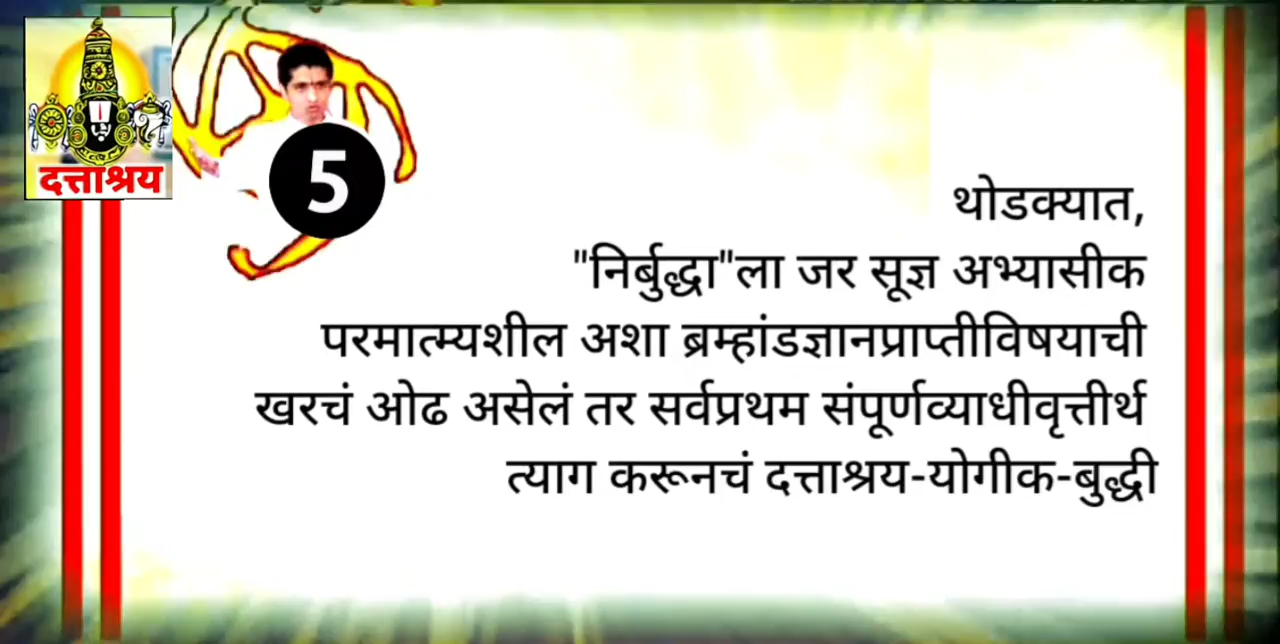 दत्ताश्रय
5
थोडक्यात,
"निर्बुद्धा"ला जर सूज्ञ अभ्यासीक
परमात्म्यशील अशा ब्रम्हांडज्ञानप्राप्तीविषयाची
खरचं ओढ असेलं तर सर्वप्रथम संपूर्णव्याधीवृत्तीर्थ
त्याग करूनचं दत्ताश्रय-योगीक-बुद्धी